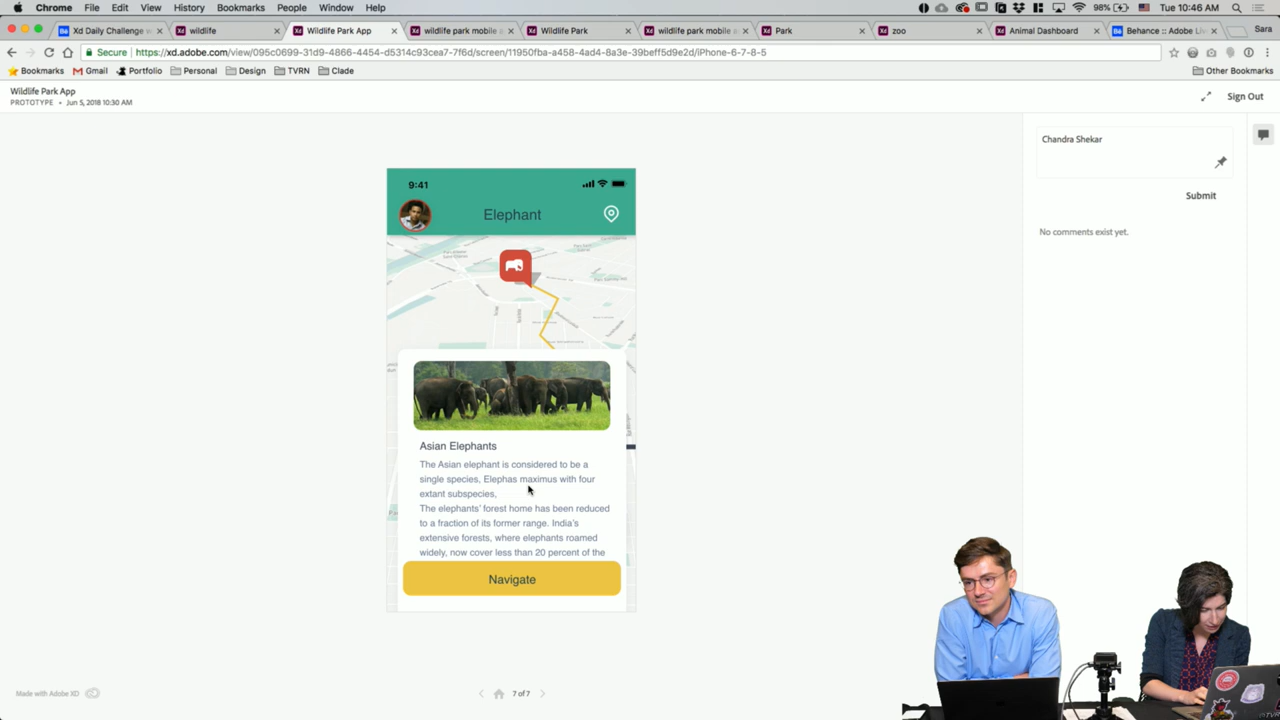 Chrome File Edit View History Bookmarks People Window Help 98% Tue 10:46 AM
Xd Daily Challenge wildlife Wildlife Park App wildlife park mobile Wildlife Park wildlife park mobile Park zoo Animal Dashboard Behance :: Adobe Sara
Secure https://xd.adobe.com/view/095c0699-31d9-4866-4454-d5314c93cea7-7f6d/screen/11950fba-a458-4ad4-8a3e-39beff5d9e2d/iPhone-6-7-8-5
Bookmarks Gmail Portfolio Personal Design TVRN Clade Other Bookmarks
Wildlife Park App
PROTOTYPE • Jun 5, 2018 10:30 AM
Sign Out
Chandra Shekar
Submit
No comments exist yet.
9:41
Elephant
Asian Elephants
The Asian elephant is considered to be a
single species, Elephas maximus with four
extant subspecies,
The elephants' forest home has been reduced
to a fraction of its former range. India's
extensive forests, where elephants roamed
widely, now cover less than 20 percent of the
Navigate
Made with Adobe XD
7 of 7